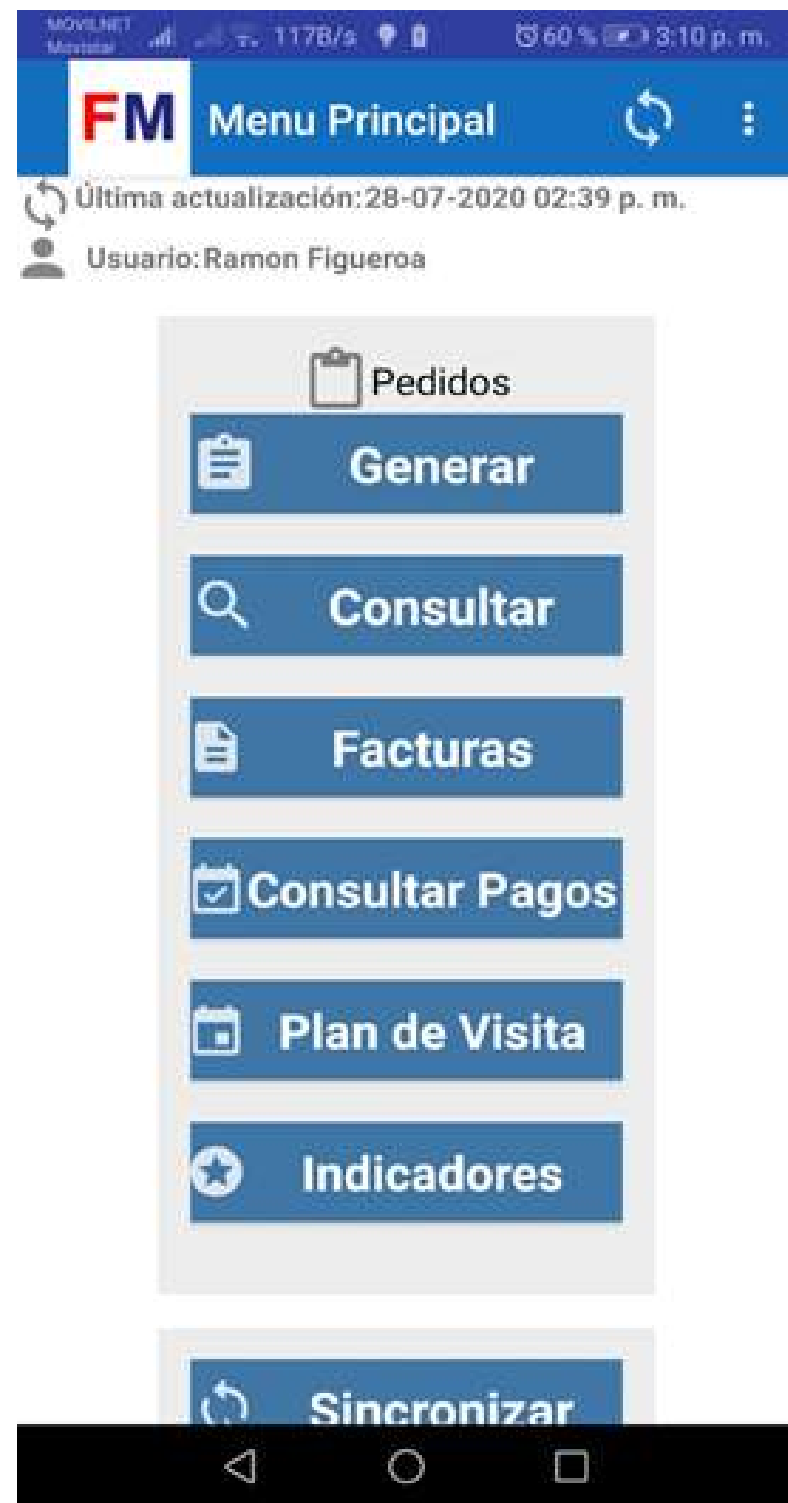 MOVILNET
Movistar 117B/s 60 % 3:10 p. m.
FM Menu Principal
Última actualización:28-07-2020 02:39 p. m.
Usuario:Ramon Figueroa
Pedidos
Generar
Consultar
Facturas
Consultar Pagos
Plan de Visita
Indicadores
Sincronizar